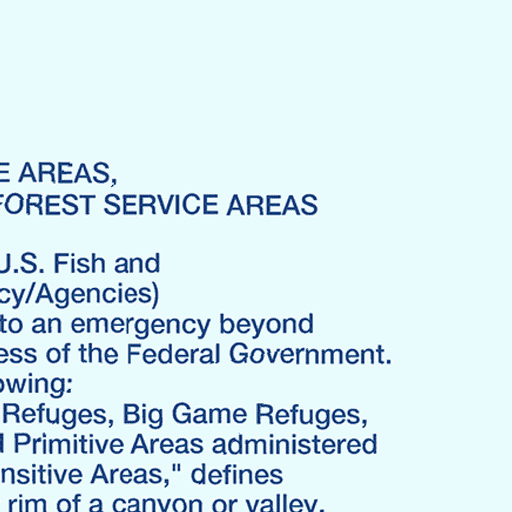 E AREAS,
FOREST SERVICE AREAS
U.S. Fish and
cy/Agencies)
to an emergency beyond
ess of the Federal Government.
owing:
Refuges, Big Game Refuges,
d Primitive Areas administered
nsitive Areas," defines
rim of a canyon or valley.